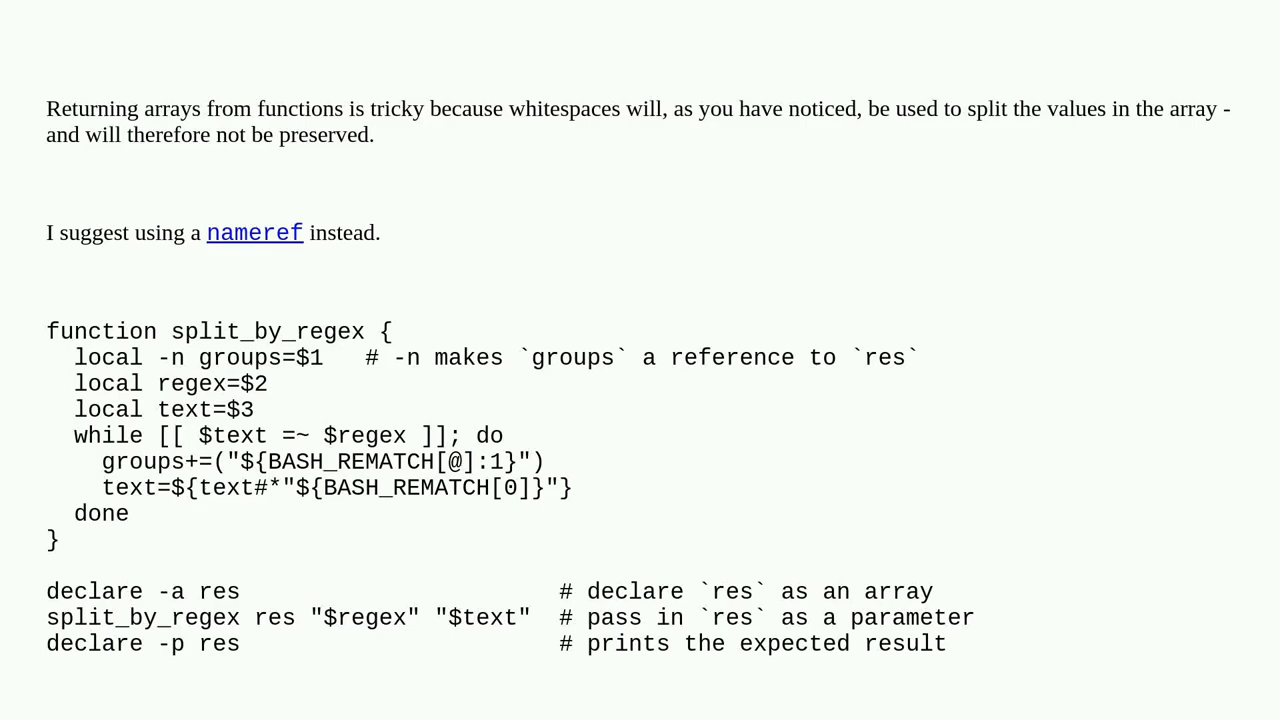 Returning arrays from functions is tricky because whitespaces will, as you have noticed, be used to split the values in the array -
and will therefore not be preserved.
I suggest using a nameref instead.
function split_by_regex {
  local -n groups=$1   # -n makes `groups` a reference to `res`
  local regex=$2
  local text=$3
  while [[ $text =~ $regex ]]; do
    groups+=("${BASH_REMATCH[@]:1}")
    text=${text#*"${BASH_REMATCH[0]}"}
  done
}
declare -a res                       # declare `res` as an array
split_by_regex res "$regex" "$text"  # pass in `res` as a parameter
declare -p res                       # prints the expected result